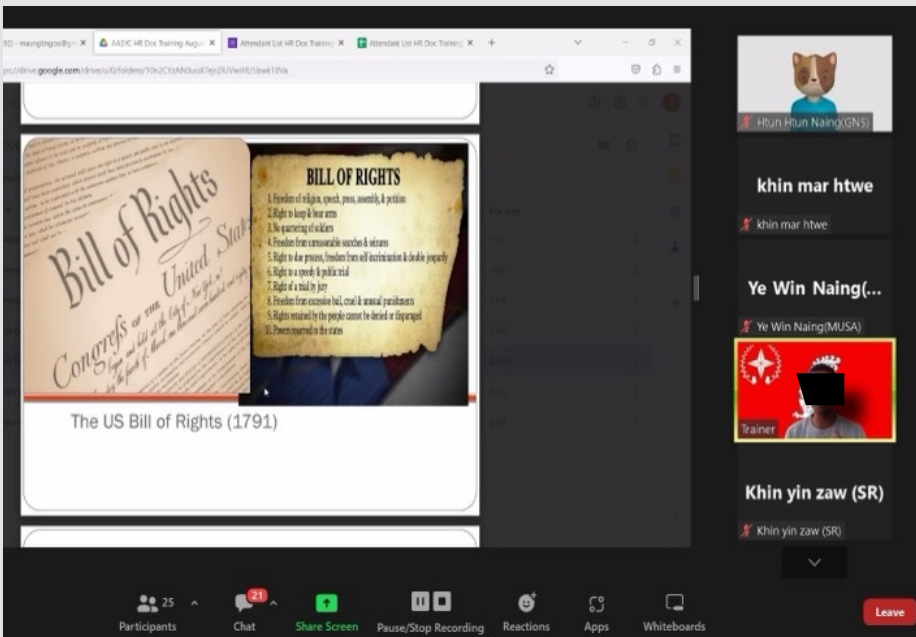 AASYC HR Doc Training Augu
Attendant List HR Doc Training
Attendant List HR Doc Training
BILL OF RIGHTS
1. Freedom of religion, speech, press, assembly, & petition
2. Right to keep & bear arms
3. No quartering of soldiers
4. Freedom from unreasonable searches & seizures
5. Right to due process, freedom from self-incrimination & double jeopardy
6. Right to a speedy & public trial
7. Right of a trial by jury
8. Freedom from excessive bail, cruel & unusual punishments
9. Rights retained by the people cannot be denied or disparaged
10. Powers reserved to the states
Bill of Rights
Congress OF THE United States
The US Bill of Rights (1791)
Htun Htun Naing(GNS)
khin mar htwe
khin mar htwe
Ye Win Naing(...
Ye Win Naing(MUSA)
Trainer
Khin yin zaw (SR)
Khin yin zaw (SR)
25
21
Participants
Chat
Share Screen
Pause/Stop Recording
Reactions
Apps
Whiteboards
Leave